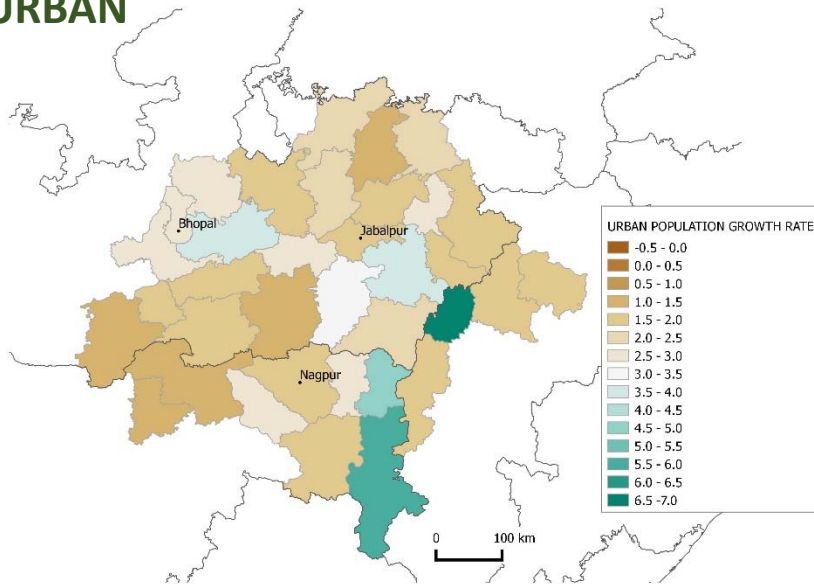 URBAN
Bhopal
Jabalpur
Nagpur
URBAN POPULATION GROWTH RATE
-0.5 - 0.0
0.0 - 0.5
0.5 - 1.0
1.0 - 1.5
1.5 - 2.0
2.0 - 2.5
2.5 - 3.0
3.0 - 3.5
3.5 - 4.0
4.0 - 4.5
4.5 - 5.0
5.0 - 5.5
5.5 - 6.0
6.0 - 6.5
6.5 -7.0
0 100 km